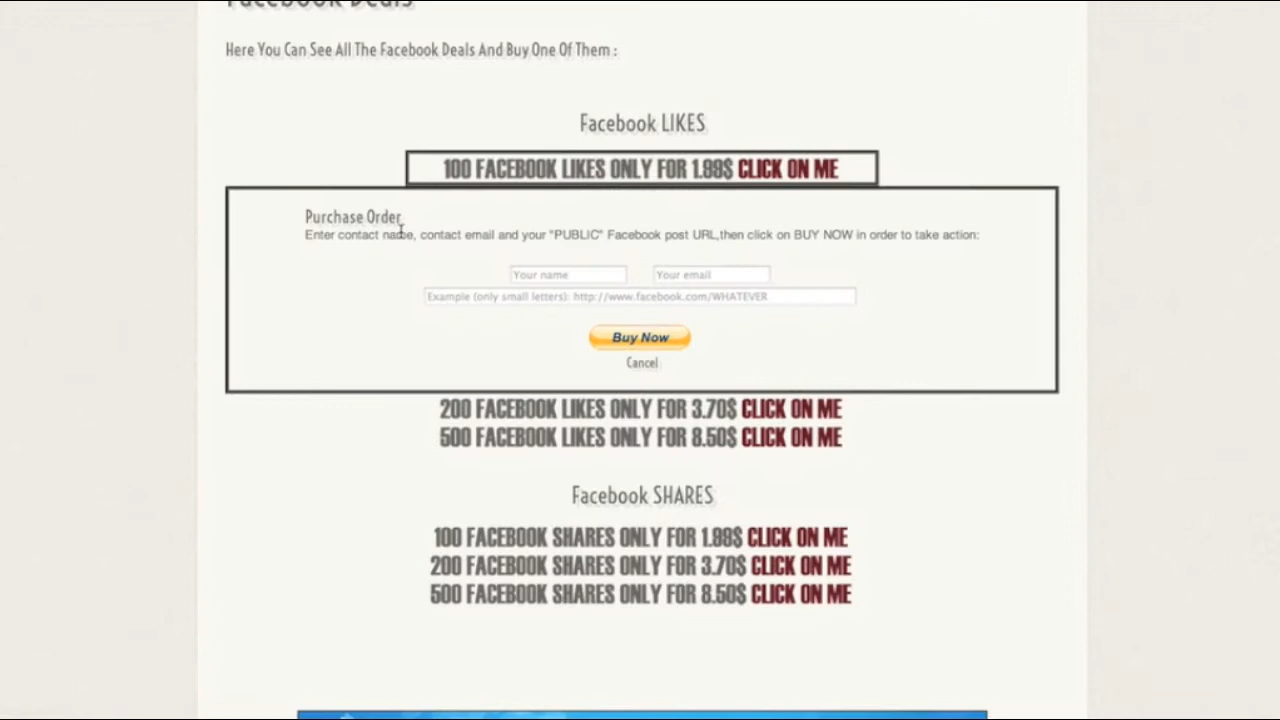 Facebook Deals
Here You Can See All The Facebook Deals And Buy One Of Them :
Facebook LIKES
100 FACEBOOK LIKES ONLY FOR 1.99$ CLICK ON ME
Purchase Order
Enter contact name, contact email and your "PUBLIC" Facebook post URL,then click on BUY NOW in order to take action:
Your name Your email
Example (only small letters): http://www.facebook.com/WHATEVER
Buy Now
Cancel
200 FACEBOOK LIKES ONLY FOR 3.70$ CLICK ON ME
500 FACEBOOK LIKES ONLY FOR 8.50$ CLICK ON ME
Facebook SHARES
100 FACEBOOK SHARES ONLY FOR 1.99$ CLICK ON ME
200 FACEBOOK SHARES ONLY FOR 3.70$ CLICK ON ME
500 FACEBOOK SHARES ONLY FOR 8.50$ CLICK ON ME